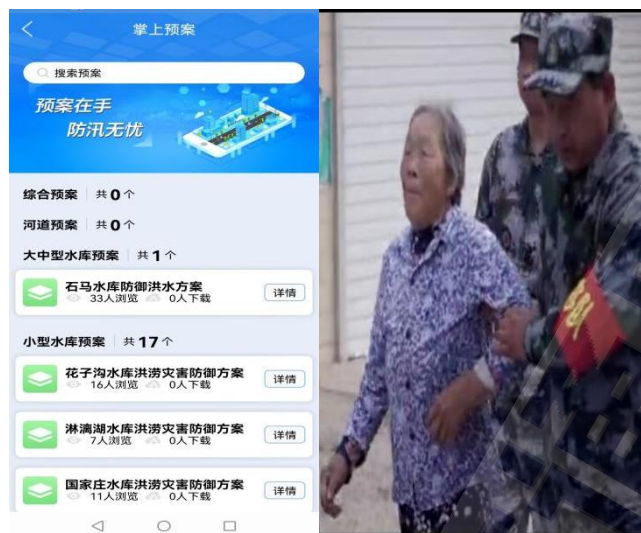 掌上预案
搜索预案
预案在手
防汛无忧
综合预案 共0个
河道预案 共0个
大中型水库预案 共1个
石马水库防御洪水方案
33人浏览 0人下载
详情
小型水库预案 共17个
花子沟水库洪涝灾害防御方案
16人浏览 0人下载
详情
淋漓湖水库洪涝灾害防御方案
7人浏览 0人下载
详情
国家庄水库洪涝灾害防御方案
11人浏览 0人下载
详情